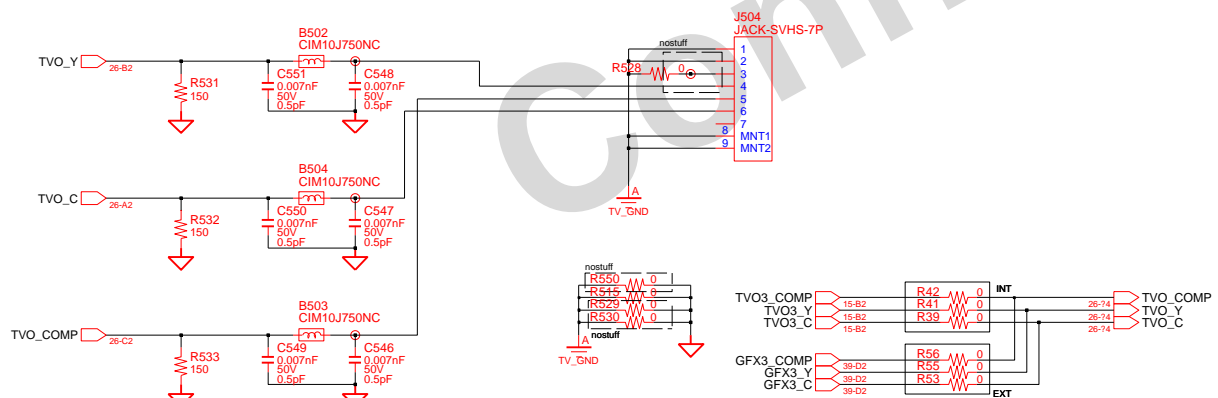 B502
CIM10J750NC
TVO_Y
26-B2
R531
150
C551
0.007nF
50V
0.5pF
C548
0.007nF
50V
0.5pF
B504
CIM10J750NC
TVO_C
26-A2
R532
150
C550
0.007nF
50V
0.5pF
C547
0.007nF
50V
0.5pF
B503
CIM10J750NC
TVO_COMP
26-C2
R533
150
C549
0.007nF
50V
0.5pF
C546
0.007nF
50V
0.5pF
J504
JACK-SVHS-7P
nostuff
R528
0
1
2
3
4
5
6
7
8
MNT1
9
MNT2
A
TV_GND
nostuff
R550 0
R515 0
R529 0
R530 0
nostuff
A
TV_GND
TVO3_COMP
15-B2
TVO3_Y
15-B2
TVO3_C
15-B2
R42 0
R41 0
R39 0
INT
26-?4
TVO_COMP
26-?4
TVO_Y
26-?4
TVO_C
GFX3_COMP
39-D2
GFX3_Y
39-D2
GFX3_C
39-D2
R56 0
R55 0
R53 0
EXT